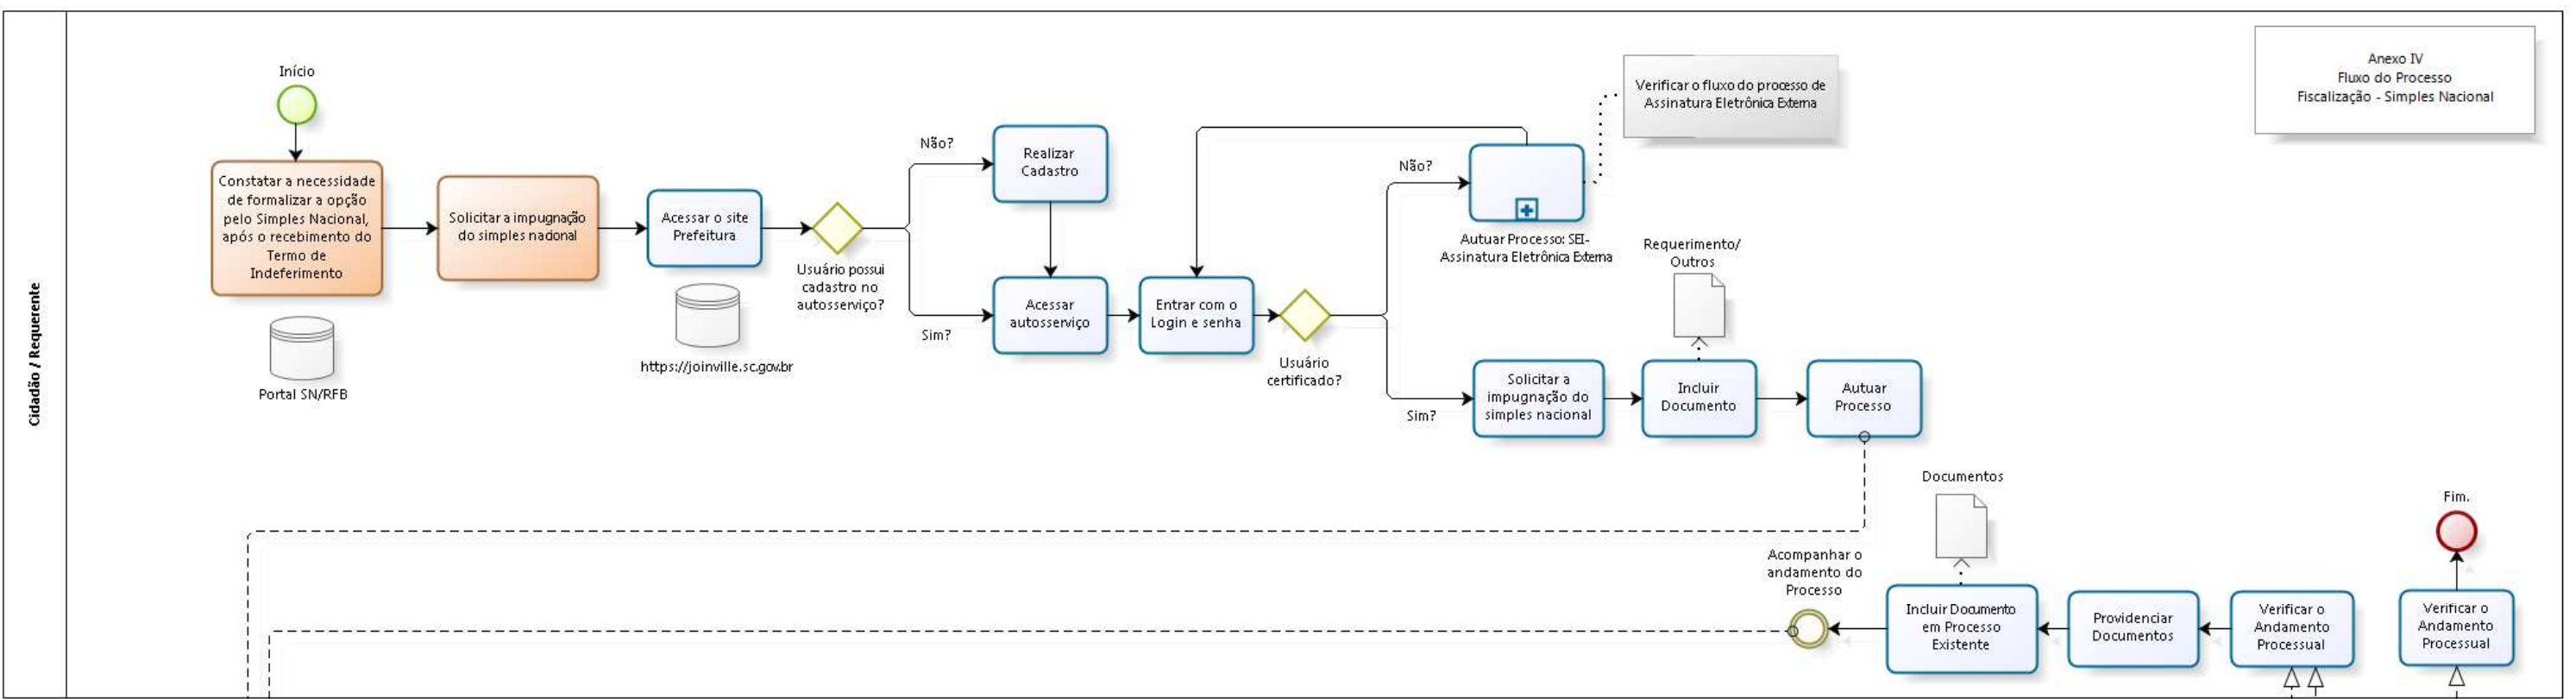 Cidadão / Requerente
Início
Constatar a necessidade
de formalizar a opção
pelo Simples Nacional,
após o recebimento do
Termo de
Indeferimento
Portal SN/RFB
Solicitar a impugnação
do simples nacional
Acessar o site
Prefeitura
https://joinville.sc.gov.br
Usuário possui
cadastro no
autosserviço?
Não?
Sim?
Realizar
Cadastro
Acessar
autosserviço
Entrar com o
Login e senha
Usuário
certificado?
Não?
Sim?
Autuar Processo: SEI-
Assinatura Eletrônica Externa
Verificar o fluxo do processo de
Assinatura Eletrônica Externa
Anexo IV
Fluxo do Processo
Fiscalização - Simples Nacional
Solicitar a
impugnação do
simples nacional
Requerimento/
Outros
Incluir
Documento
Autuar
Processo
Acompanhar o
andamento do
Processo
Documentos
Incluir Documento
em Processo
Existente
Providenciar
Documentos
Verificar o
Andamento
Processual
Fim.
Verificar o
Andamento
Processual